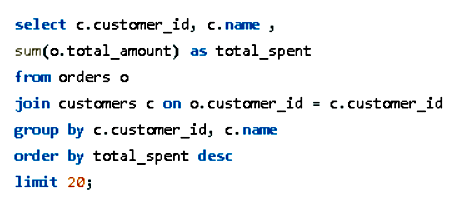 select c.customer_id, c.name ,
sum(o.total_amount) as total_spent
from orders o
join customers c on o.customer_id = c.customer_id
group by c.customer_id, c.name
order by total_spent desc
limit 20;